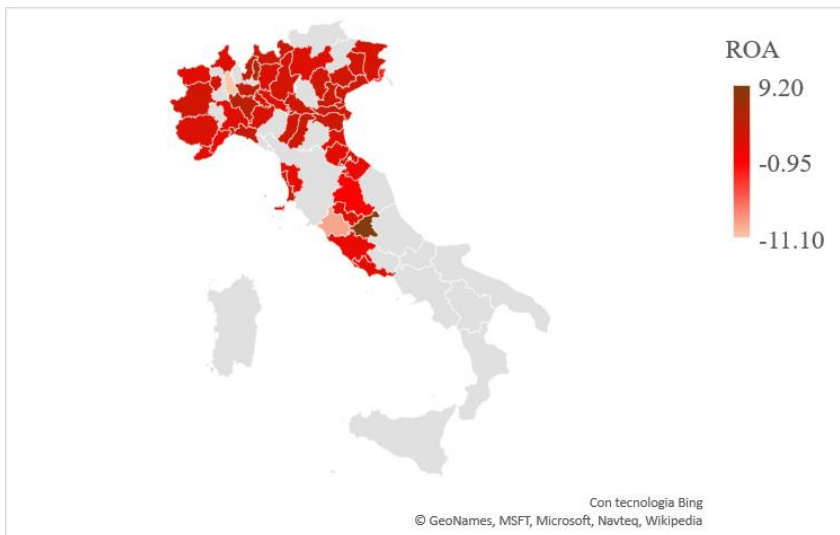 ROA
9.20
-0.95
-11.10
Con tecnologia Bing
© GeoNames, MSFT, Microsoft, Navteq, Wikipedia